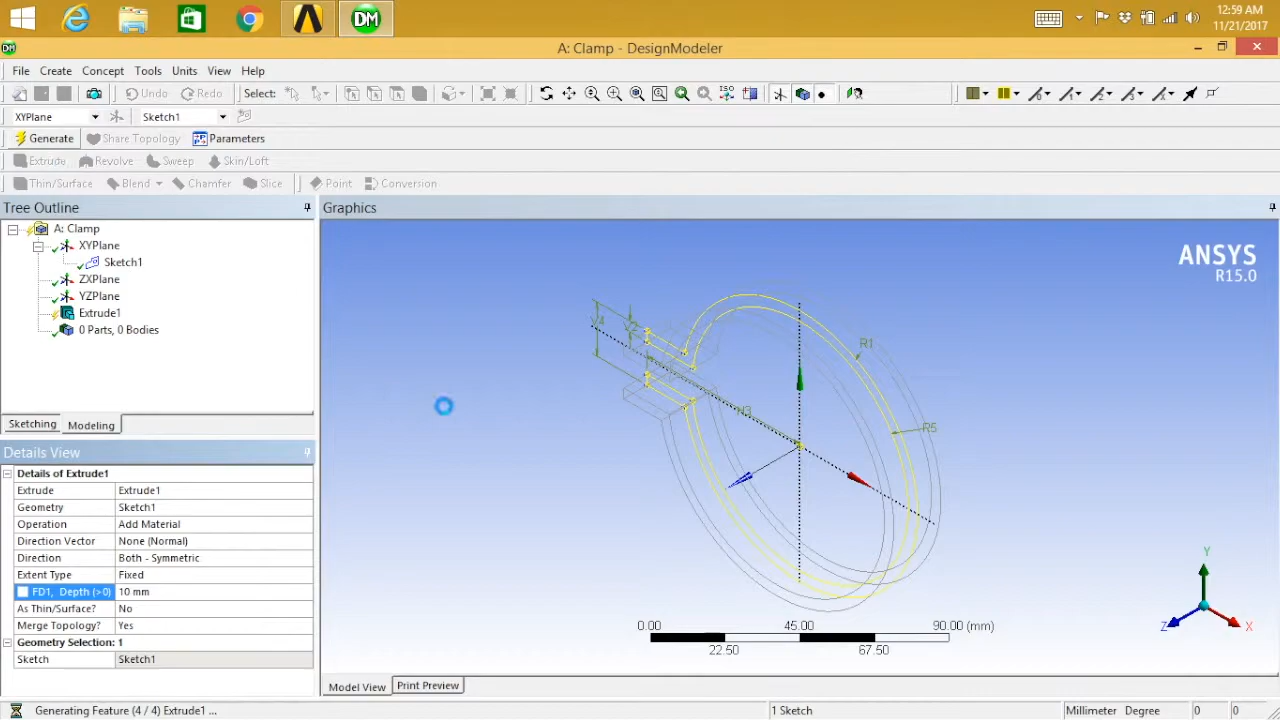 12:59 AM
11/21/2017
DM
DM
A: Clamp - DesignModeler
File Create Concept Tools Units View Help
Undo Redo Select: ISO
XYPlane Sketch1
Generate Share Topology Parameters
Extrude Revolve Sweep Skin/Loft
Thin/Surface Blend Chamfer Slice Point Conversion
Tree Outline
Graphics
A: Clamp
XYPlane
Sketch1
ZXPlane
YZPlane
Extrude1
0 Parts, 0 Bodies
Sketching Modeling
Details View
Details of Extrude1
Extrude Extrude1
Geometry Sketch1
Operation Add Material
Direction Vector None (Normal)
Direction Both - Symmetric
Extent Type Fixed
FD1, Depth (>0) 10 mm
As Thin/Surface? No
Merge Topology? Yes
Geometry Selection: 1
Sketch Sketch1
ANSYS
R15.0
R1
V4
H3
R5
Y
Z
X
0.00 45.00 90.00 (mm)
22.50 67.50
Model View Print Preview
Generating Feature (4 / 4) Extrude1 ... 1 Sketch Millimeter Degree 0 0